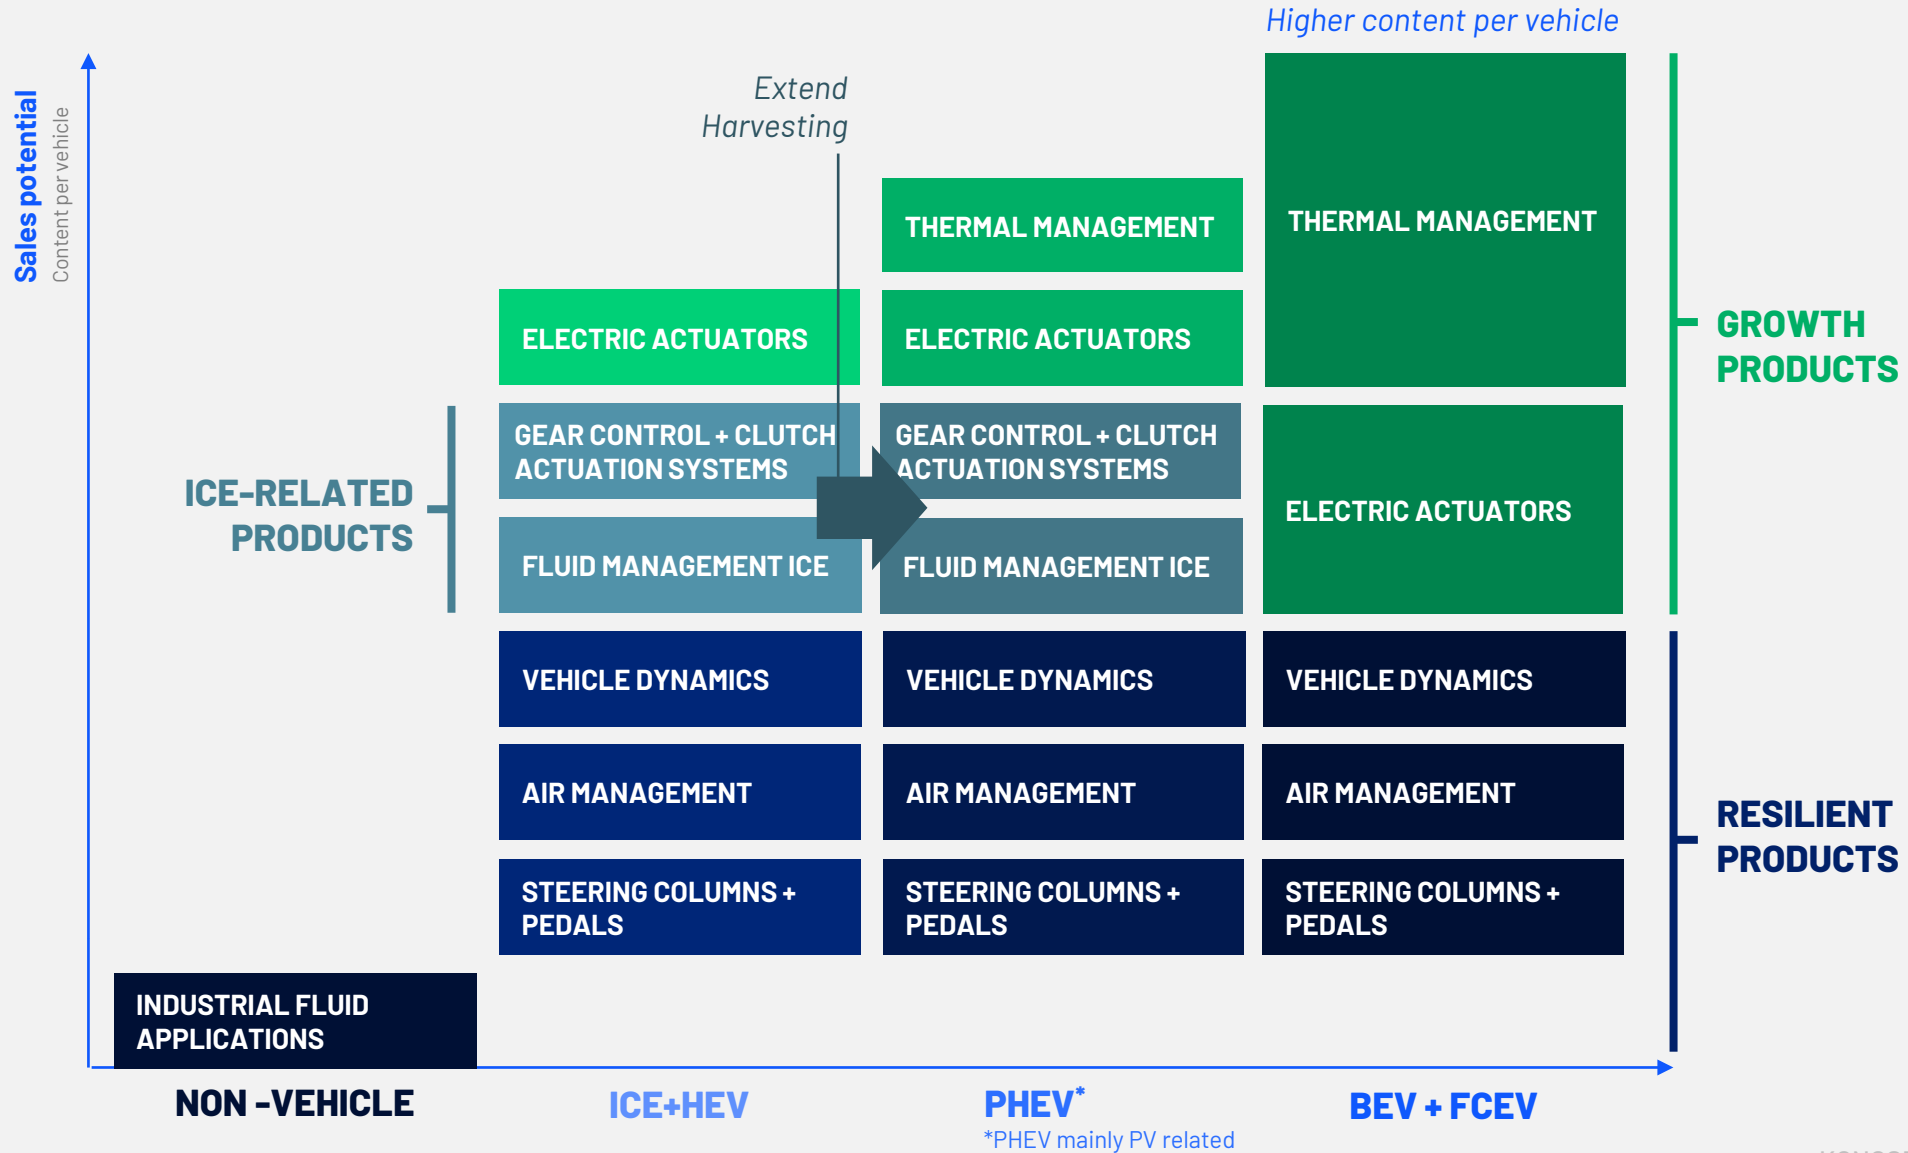 Higher content per vehicle
Sales potential
Content per vehicle
Extend
Harvesting
THERMAL MANAGEMENT
THERMAL MANAGEMENT
ELECTRIC ACTUATORS
ELECTRIC ACTUATORS
GROWTH
PRODUCTS
GEAR CONTROL + CLUTCH
ACTUATION SYSTEMS
GEAR CONTROL + CLUTCH
ACTUATION SYSTEMS
ELECTRIC ACTUATORS
ICE-RELATED
PRODUCTS
FLUID MANAGEMENT ICE
FLUID MANAGEMENT ICE
VEHICLE DYNAMICS
VEHICLE DYNAMICS
VEHICLE DYNAMICS
AIR MANAGEMENT
AIR MANAGEMENT
AIR MANAGEMENT
RESILIENT
PRODUCTS
STEERING COLUMNS +
PEDALS
STEERING COLUMNS +
PEDALS
STEERING COLUMNS +
PEDALS
INDUSTRIAL FLUID
APPLICATIONS
NON -VEHICLE
ICE+HEV
PHEV*
BEV + FCEV
*PHEV mainly PV related